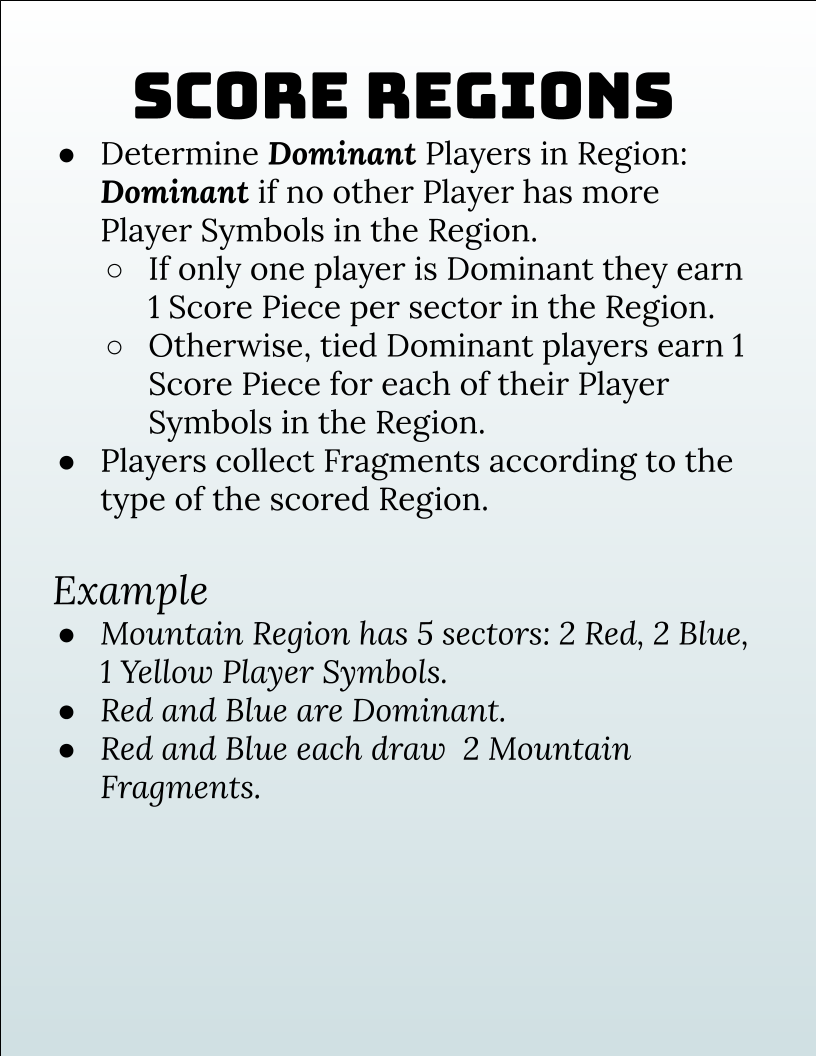 SCORE REGIONS
● Determine Dominant Players in Region:
Dominant if no other Player has more
Player Symbols in the Region.
○ If only one player is Dominant they earn
1 Score Piece per sector in the Region.
○ Otherwise, tied Dominant players earn 1
Score Piece for each of their Player
Symbols in the Region.
● Players collect Fragments according to the
type of the scored Region.
Example
● Mountain Region has 5 sectors: 2 Red, 2 Blue,
1 Yellow Player Symbols.
● Red and Blue are Dominant.
● Red and Blue each draw  2 Mountain
Fragments.